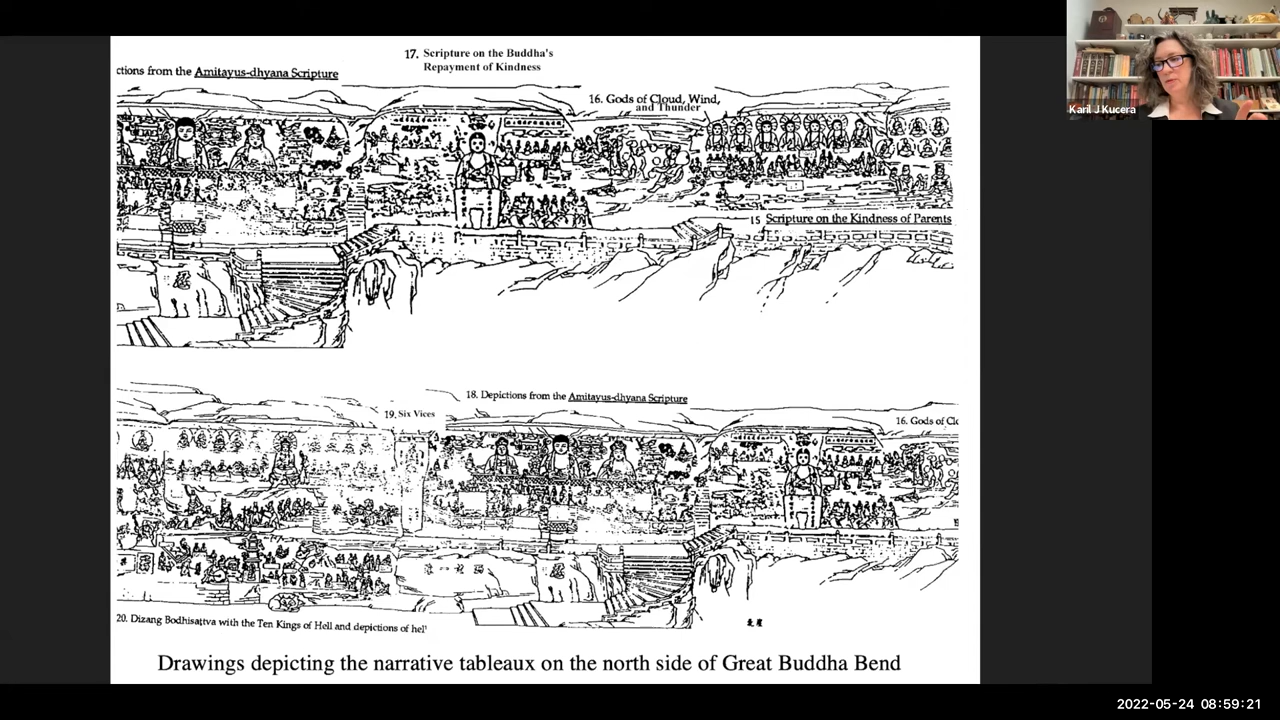 17. Scripture on the Buddha's
Repayment of Kindness
ctions from the Amitayus-dhyana Scripture
16. Gods of Cloud, Wind,
and Thunder
15 Scripture on the Kindness of Parents
18. Depictions from the Amitayus-dhyana Scripture
19. Six Vices
16. Gods of Clo
20. Dizang Bodhisattva with the Ten Kings of Hell and depictions of hel
Drawings depicting the narrative tableaux on the north side of Great Buddha Bend
Karil J Kucera
2022-05-24 08:59:21